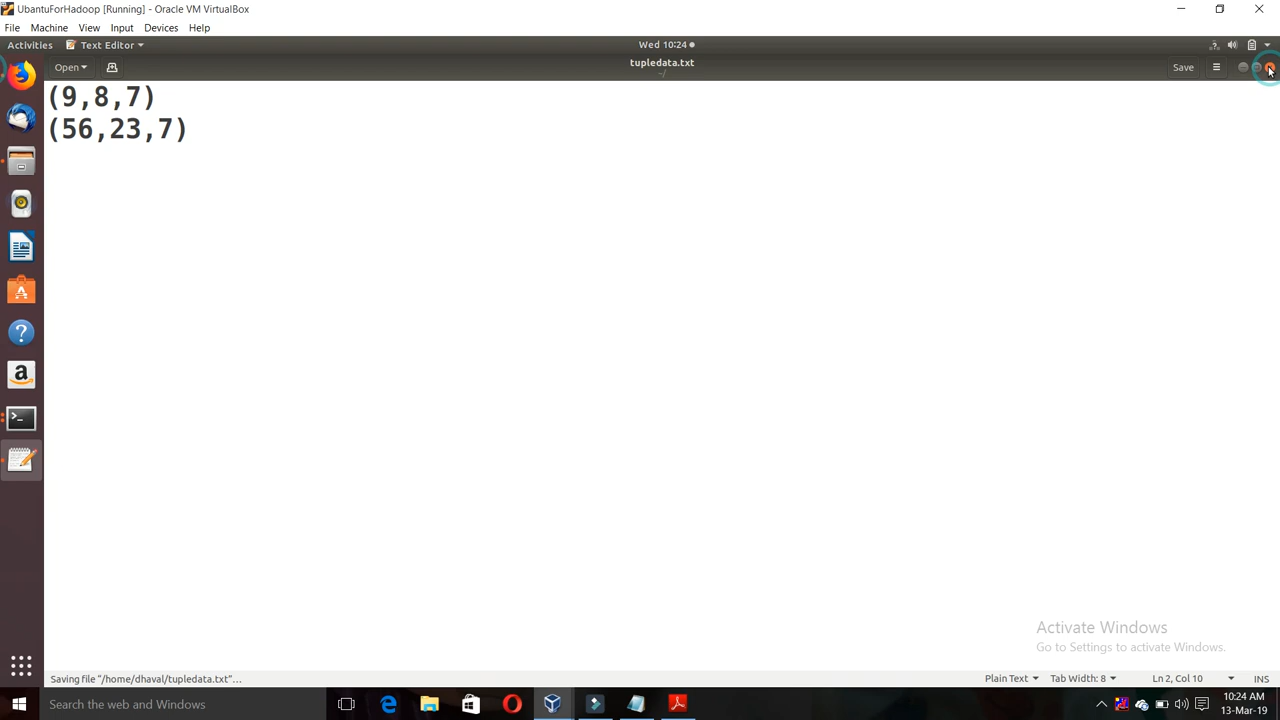 UbantuForHadoop [Running] - Oracle VM VirtualBox
File Machine View Input Devices Help
Activities Text Editor Wed 10:24
Open tupledata.txt Save
~/
(9,8,7)
(56,23,7)
Activate Windows
Go to Settings to activate Windows.
Saving file "/home/dhaval/tupledata.txt"... Plain Text Tab Width: 8 Ln 2, Col 10 INS
Search the web and Windows
10:24 AM
13-Mar-19